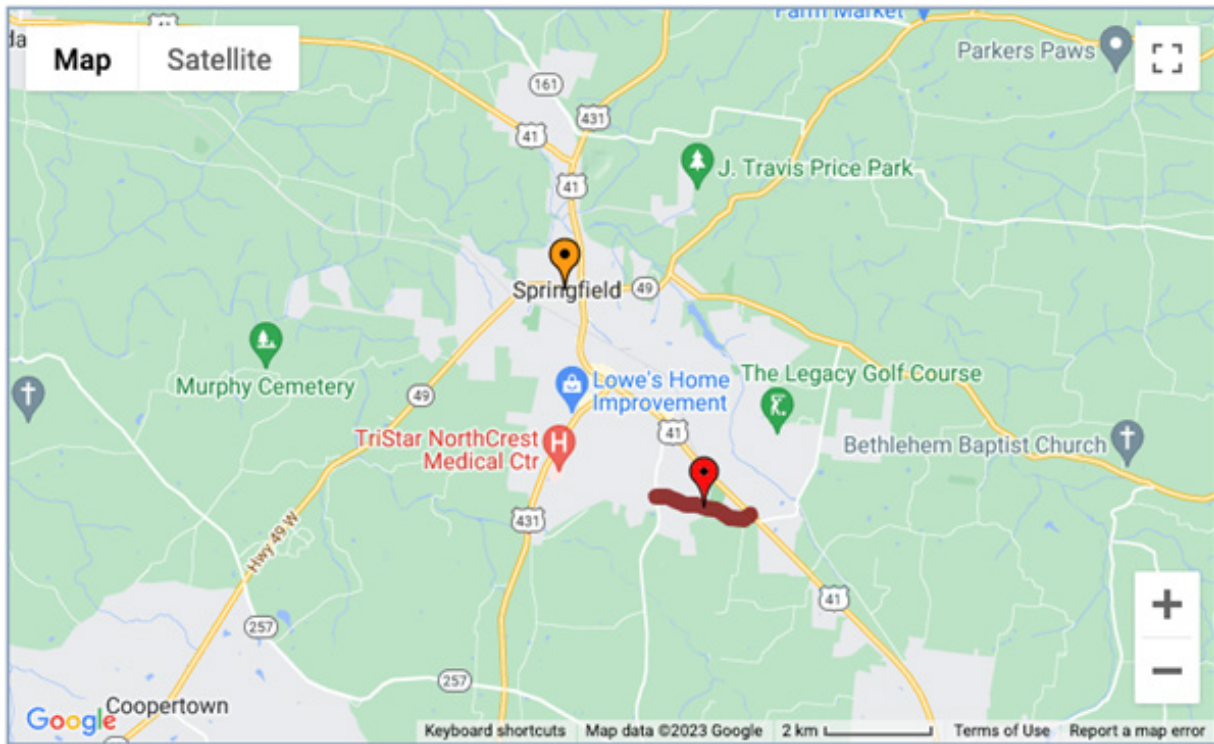 41
Farm Market
da
Map Satellite
Parkers Paws
161
41
431
41
J. Travis Price Park
Springfield
49
Murphy Cemetery
49
Lowe's Home
Improvement
The Legacy Golf Course
TriStar NorthCrest
Medical Ctr
41
Bethlehem Baptist Church
431
Hwy 49 W
41
257
257
Coopertown
Google
Keyboard shortcuts Map data ©2023 Google 2 km Terms of Use Report a map error